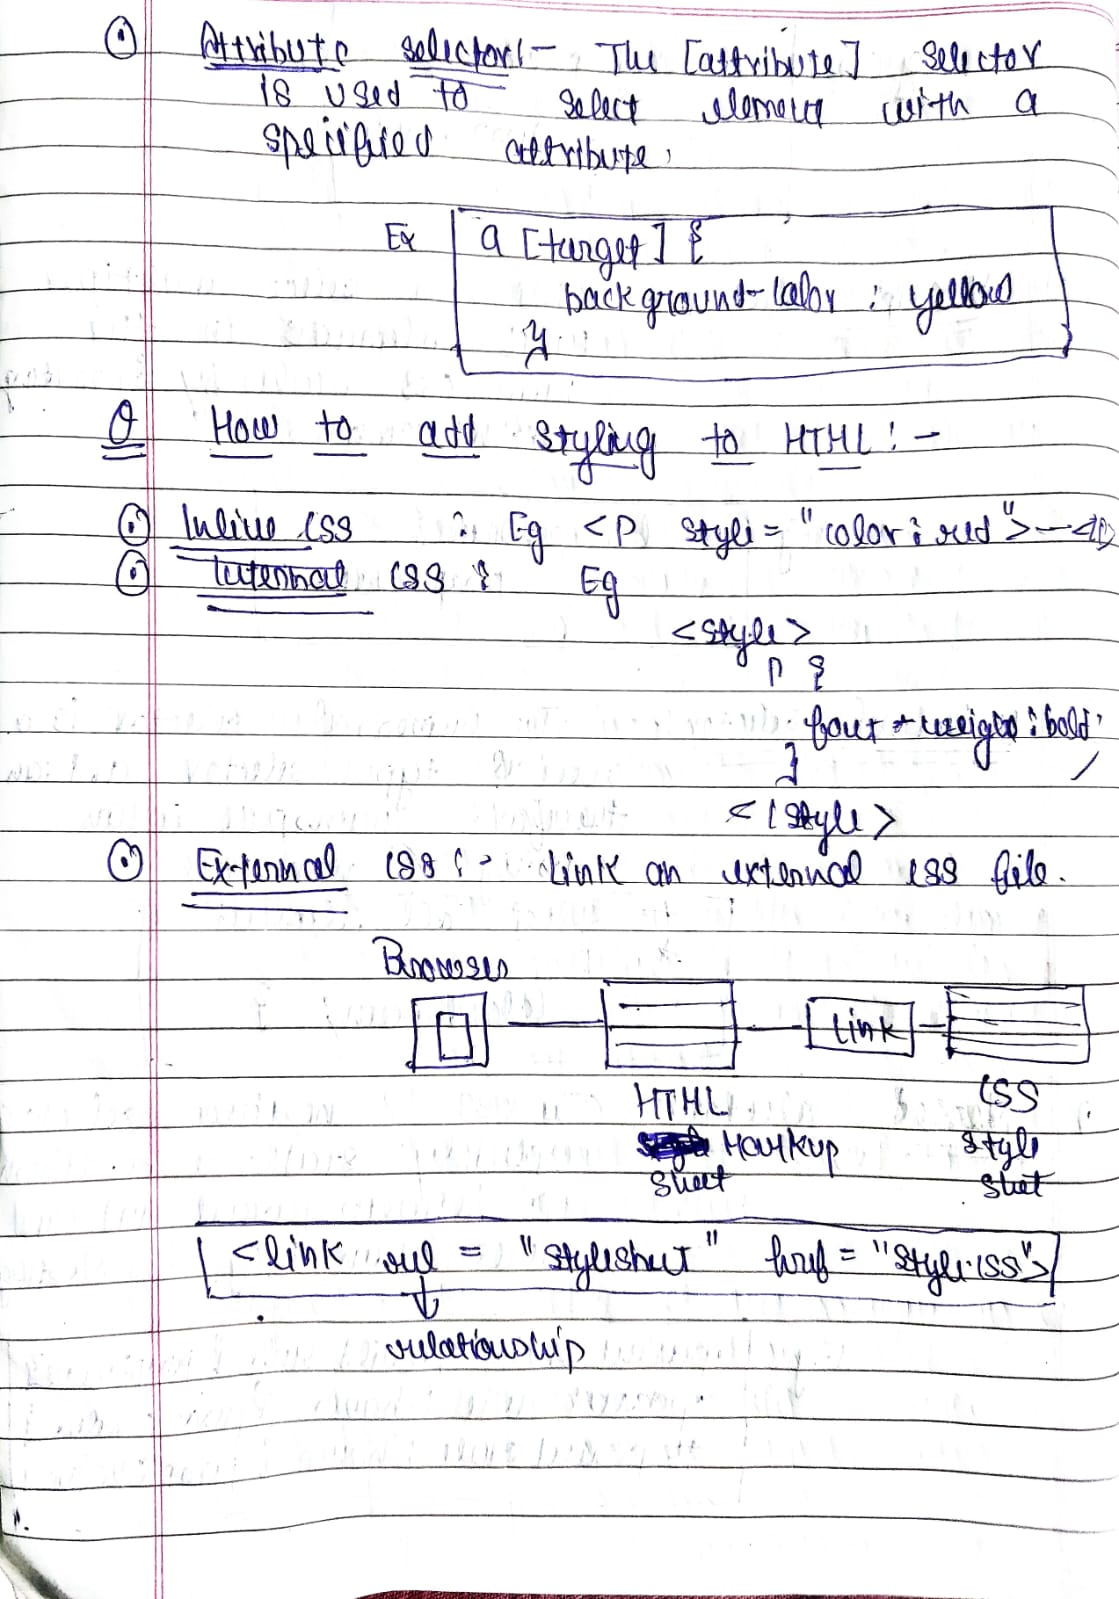 Attribute selector :- The [attribute] selector
is used to select element with a
specified attribute.
Ex a [target] {
background-color : yellow
}
Q How to add styling to HTML :-
Inline CSS : Eg <p style = "color : red">
Internal CSS : Eg
<style>
p {
font-weight : bold;
}
</style>
External CSS :- Link an external CSS file.
Browser
Link
HTML CSS
Markup Style
Sheet Sheet
<link rel = "stylesheet" href = "style.css">
relationship